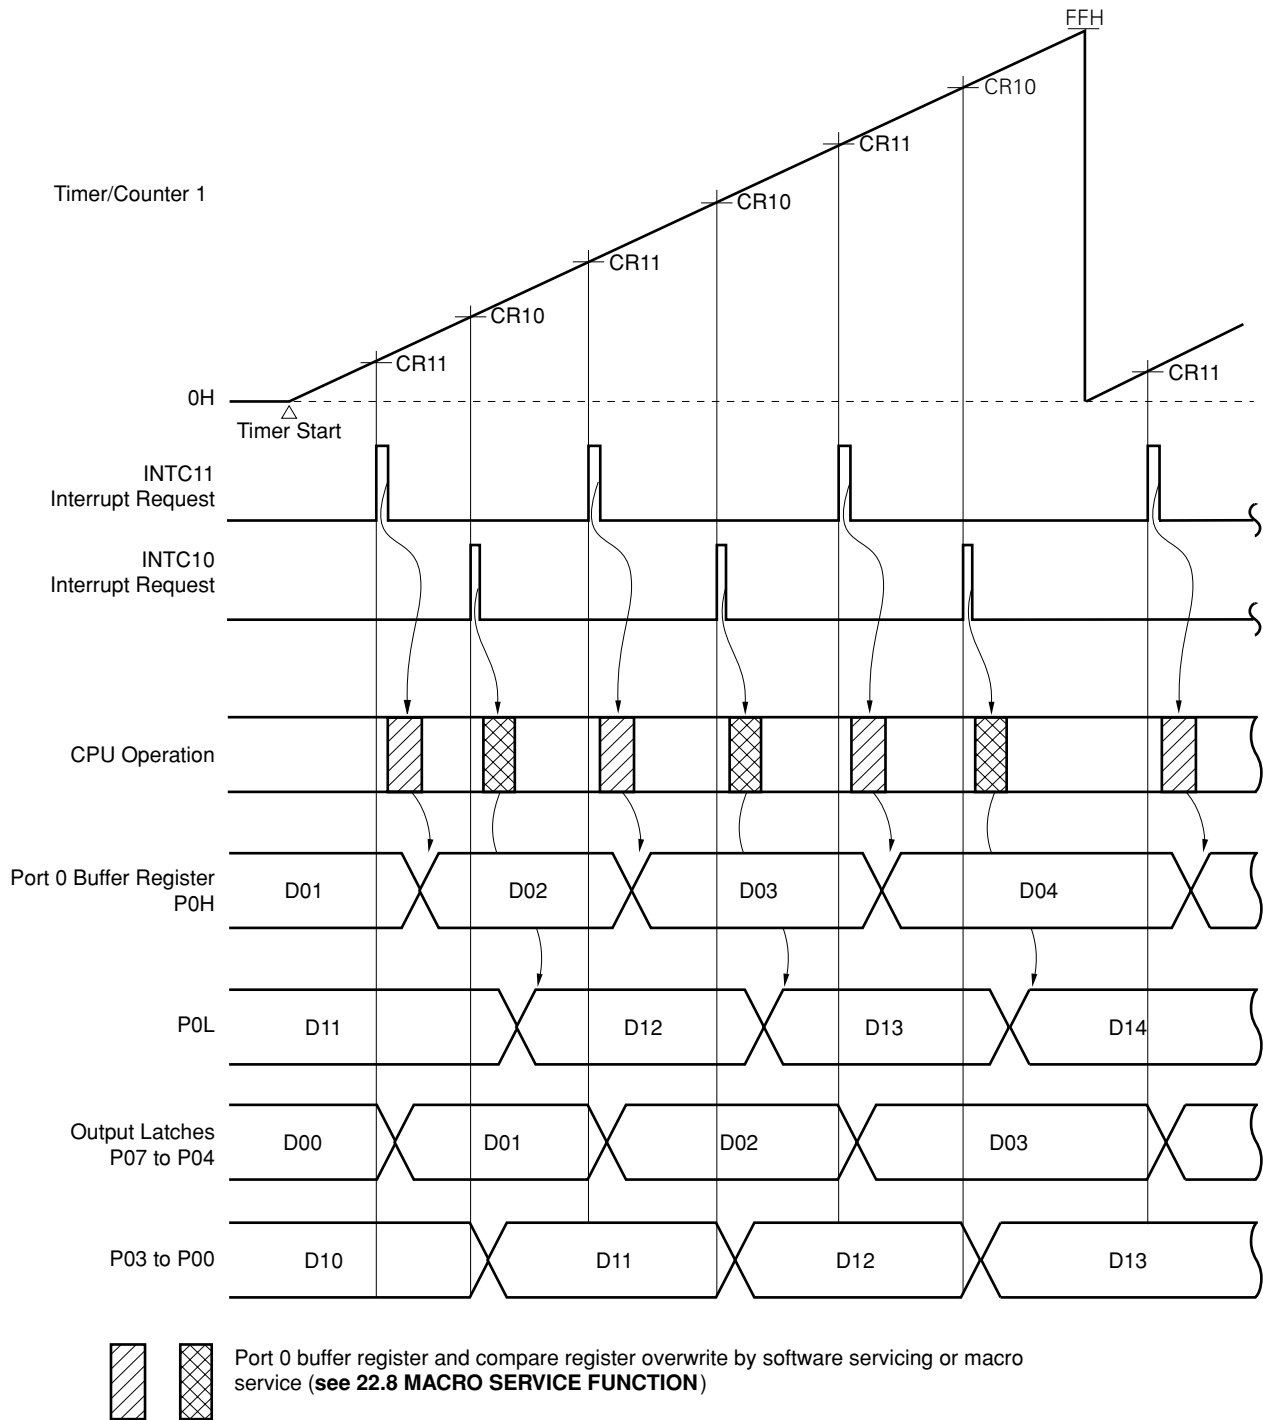 FFH
CR10
CR11
Timer/Counter 1
CR10
CR11
CR10
CR11
CR11
0H
Timer Start
INTC11
Interrupt Request
INTC10
Interrupt Request
CPU Operation
Port 0 Buffer Register
P0H
D01
D02
D03
D04
P0L
D11
D12
D13
D14
Output Latches
P07 to P04
D00
D01
D02
D03
P03 to P00
D10
D11
D12
D13
Port 0 buffer register and compare register overwrite by software servicing or macro
service (see 22.8 MACRO SERVICE FUNCTION)